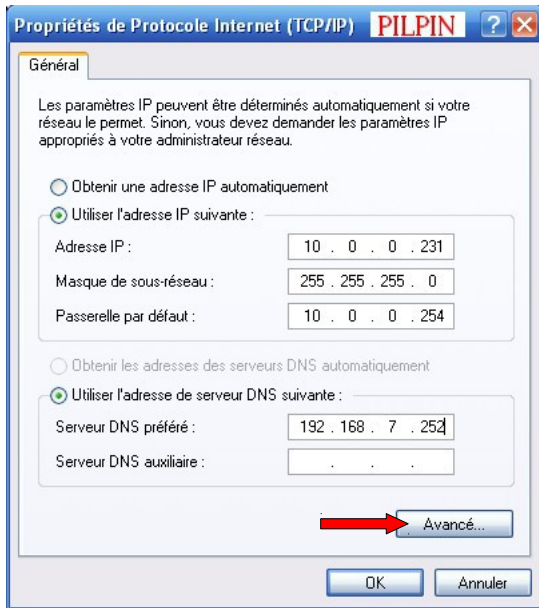 Propriétés de Protocole Internet (TCP/IP) PILPIN
Général
Les paramètres IP peuvent être déterminés automatiquement si votre
réseau le permet. Sinon, vous devez demander les paramètres IP
appropriés à votre administrateur réseau.
Obtenir une adresse IP automatiquement
Utiliser l'adresse IP suivante :
Adresse IP : 10 . 0 . 0 . 231
Masque de sous-réseau : 255 . 255 . 255 . 0
Passerelle par défaut : 10 . 0 . 0 . 254
Obtenir les adresses des serveurs DNS automatiquement
Utiliser l'adresse de serveur DNS suivante :
Serveur DNS préféré : 192 . 168 . 7 . 252
Serveur DNS auxiliaire : . . .
Avancé...
OK Annuler